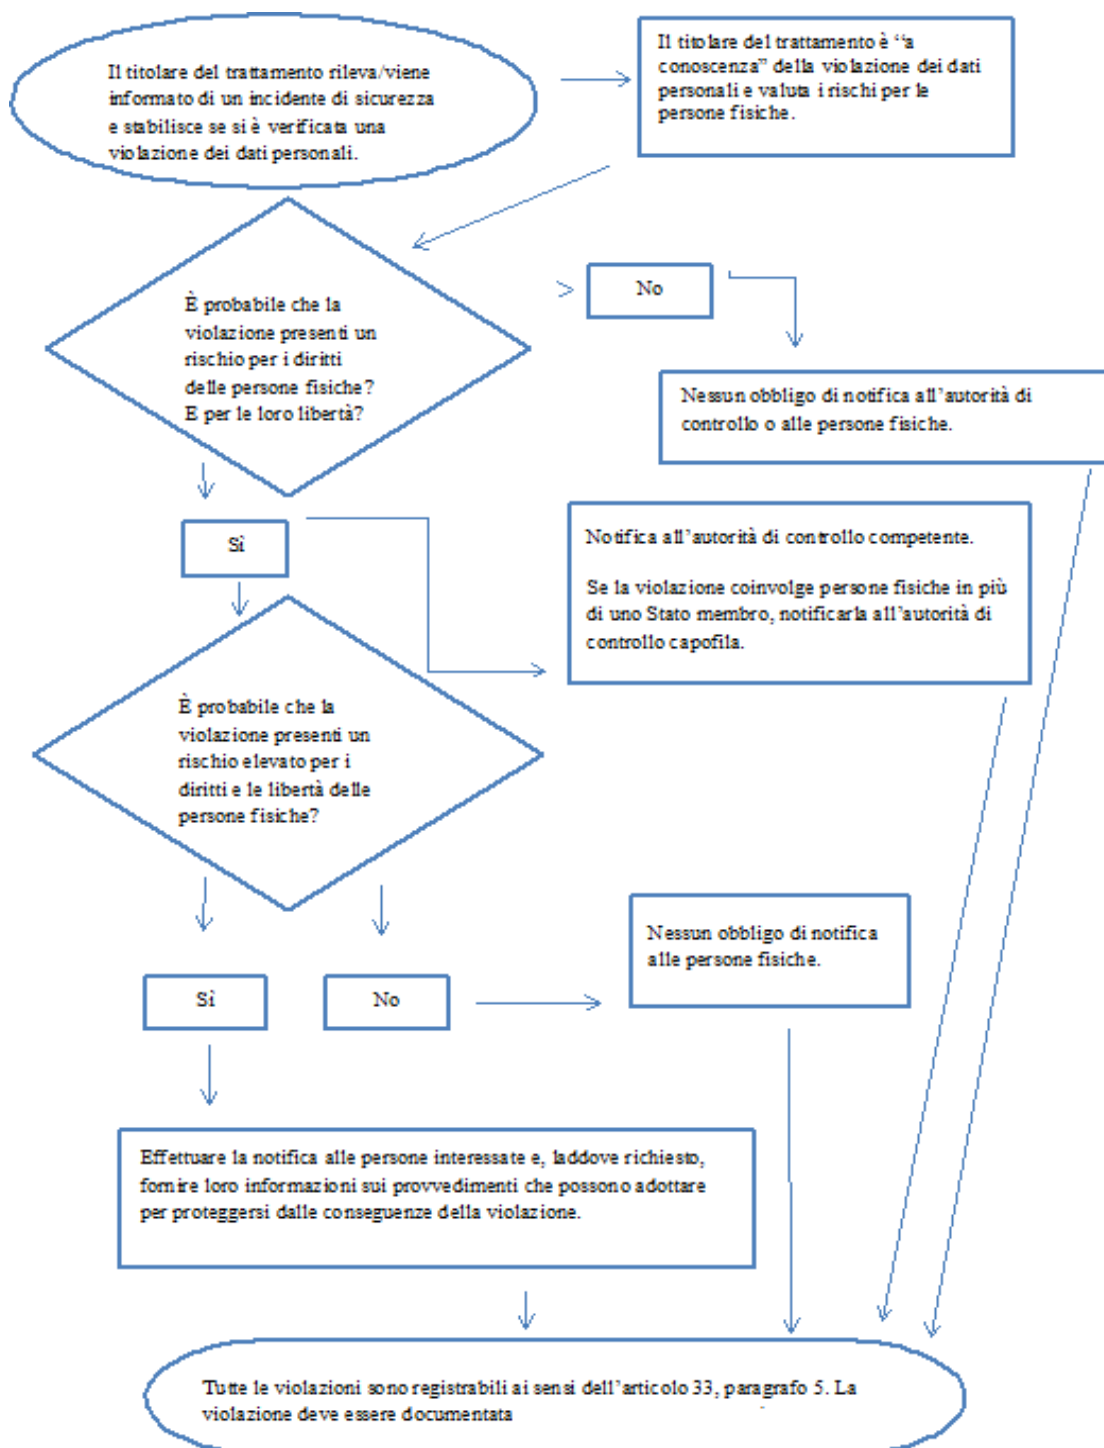 Il titolare del trattamento rileva/viene
informato di un incidente di sicurezza
e stabilisce se si è verificata una
violazione dei dati personali.
Il titolare del trattamento è “a
conoscenza” della violazione dei dati
personali e valuta i rischi per le
persone fisiche.
È probabile che la
violazione presenti un
rischio per i diritti
delle persone fisiche?
E per le loro libertà?
No
Nessun obbligo di notifica all’autorità di
controllo o alle persone fisiche.
Sì
Notifica all’autorità di controllo competente.
Se la violazione coinvolge persone fisiche in più
di uno Stato membro, notificarla all’autorità di
controllo capofila.
È probabile che la
violazione presenti un
rischio elevato per i
diritti e le libertà delle
persone fisiche?
Nessun obbligo di notifica
alle persone fisiche.
Sì
No
Effettuare la notifica alle persone interessate e, laddove richiesto,
fornire loro informazioni sui provvedimenti che possono adottare
per proteggersi dalle conseguenze della violazione.
Tutte le violazioni sono registrabili ai sensi dell’articolo 33, paragrafo 5. La
violazione deve essere documentata